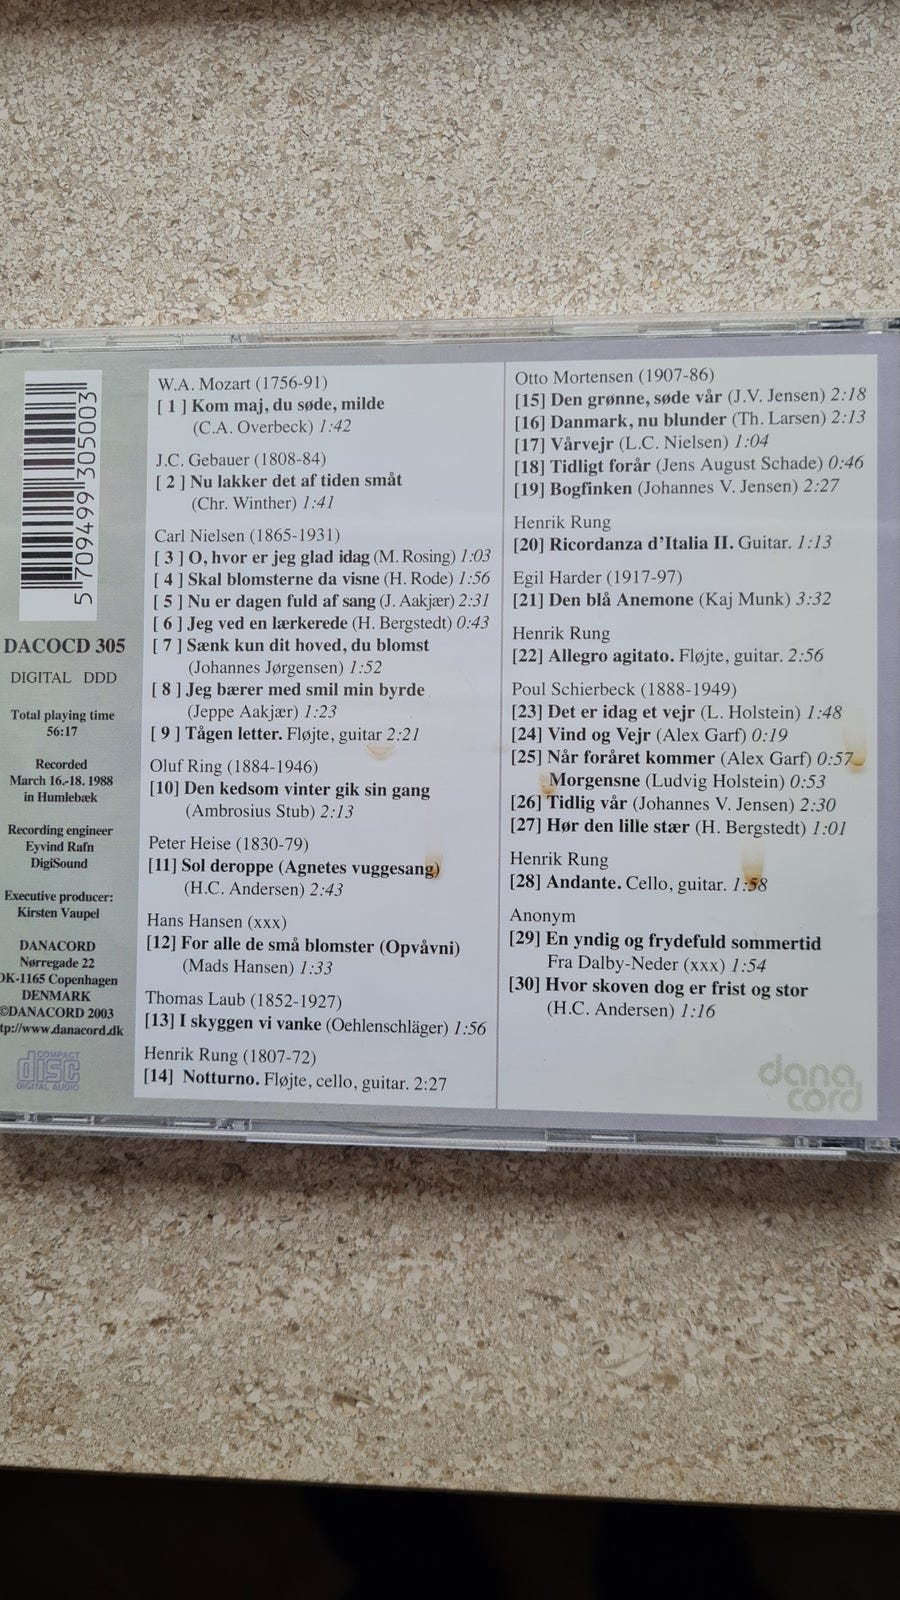 5 709499 305003
DACOCD 305
DIGITAL DDD
Total playing time
56:17
Recorded
March 16.-18. 1988
in Humlebæk
Recording engineer
Eyvind Rafn
DigiSound
Executive producer:
Kirsten Vaupel
DANACORD
Nørregade 22
DK-1165 Copenhagen
DENMARK
©DANACORD 2003
tp://www.danacord.dk
COMPACT
disc
DIGITAL AUDIO
W.A. Mozart (1756-91)
[ 1 ] Kom maj, du søde, milde
(C.A. Overbeck) 1:42
J.C. Gebauer (1808-84)
[ 2 ] Nu lakker det af tiden småt
(Chr. Winther) 1:41
Carl Nielsen (1865-1931)
[ 3 ] O, hvor er jeg glad idag (M. Rosing) 1:03
[ 4 ] Skal blomsterne da visne (H. Rode) 1:56
[ 5 ] Nu er dagen fuld af sang (J. Aakjær) 2:31
[ 6 ] Jeg ved en lærkerede (H. Bergstedt) 0:43
[ 7 ] Sænk kun dit hoved, du blomst
(Johannes Jørgensen) 1:52
[ 8 ] Jeg bærer med smil min byrde
(Jeppe Aakjær) 1:23
[ 9 ] Tågen letter. Fløjte, guitar 2:21
Oluf Ring (1884-1946)
[10] Den kedsom vinter gik sin gang
(Ambrosius Stub) 2:13
Peter Heise (1830-79)
[11] Sol deroppe (Agnetes vuggesang)
(H.C. Andersen) 2:43
Hans Hansen (xxx)
[12] For alle de små blomster (Opvåvni)
(Mads Hansen) 1:33
Thomas Laub (1852-1927)
[13] I skyggen vi vanke (Oehlenschläger) 1:56
Henrik Rung (1807-72)
[14] Notturno. Fløjte, cello, guitar. 2:27
Otto Mortensen (1907-86)
[15] Den grønne, søde vår (J.V. Jensen) 2:18
[16] Danmark, nu blunder (Th. Larsen) 2:13
[17] Vårvejr (L.C. Nielsen) 1:04
[18] Tidligt forår (Jens August Schade) 0:46
[19] Bogfinken (Johannes V. Jensen) 2:27
Henrik Rung
[20] Ricordanza d'Italia II. Guitar. 1:13
Egil Harder (1917-97)
[21] Den blå Anemone (Kaj Munk) 3:32
Henrik Rung
[22] Allegro agitato. Fløjte, guitar. 2:56
Poul Schierbeck (1888-1949)
[23] Det er idag et vejr (L. Holstein) 1:48
[24] Vind og Vejr (Alex Garf) 0:19
[25] Når foråret kommer (Alex Garf) 0:57
Morgensne (Ludvig Holstein) 0:53
[26] Tidlig vår (Johannes V. Jensen) 2:30
[27] Hør den lille stær (H. Bergstedt) 1:01
Henrik Rung
[28] Andante. Cello, guitar. 1:58
Anonym
[29] En yndig og frydefuld sommertid
Fra Dalby-Neder (xxx) 1:54
[30] Hvor skoven dog er frist og stor
(H.C. Andersen) 1:16
dana
cord